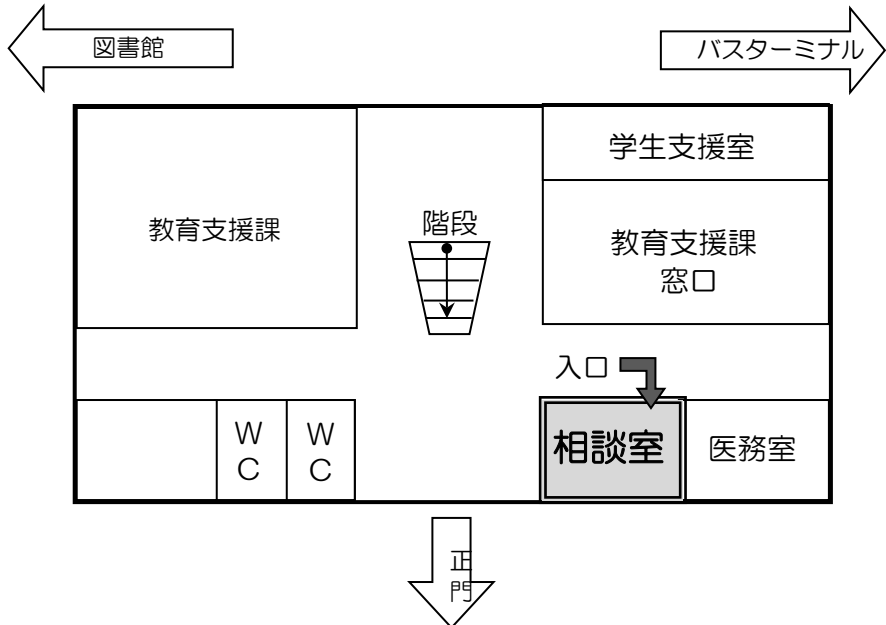 図書館
バスターミナル
学生支援室
教育支援課
階段
教育支援課
窓口
入口
WC
WC
相談室
医務室
正門